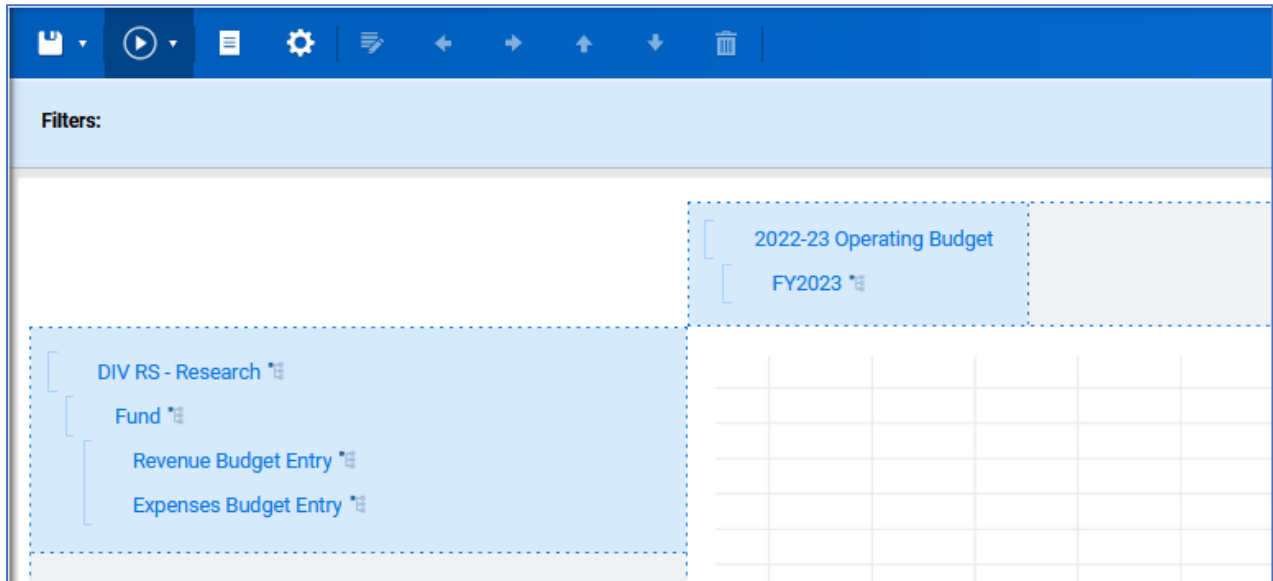 Filters:
2022-23 Operating Budget
FY2023
DIV RS - Research
Fund
Revenue Budget Entry
Expenses Budget Entry